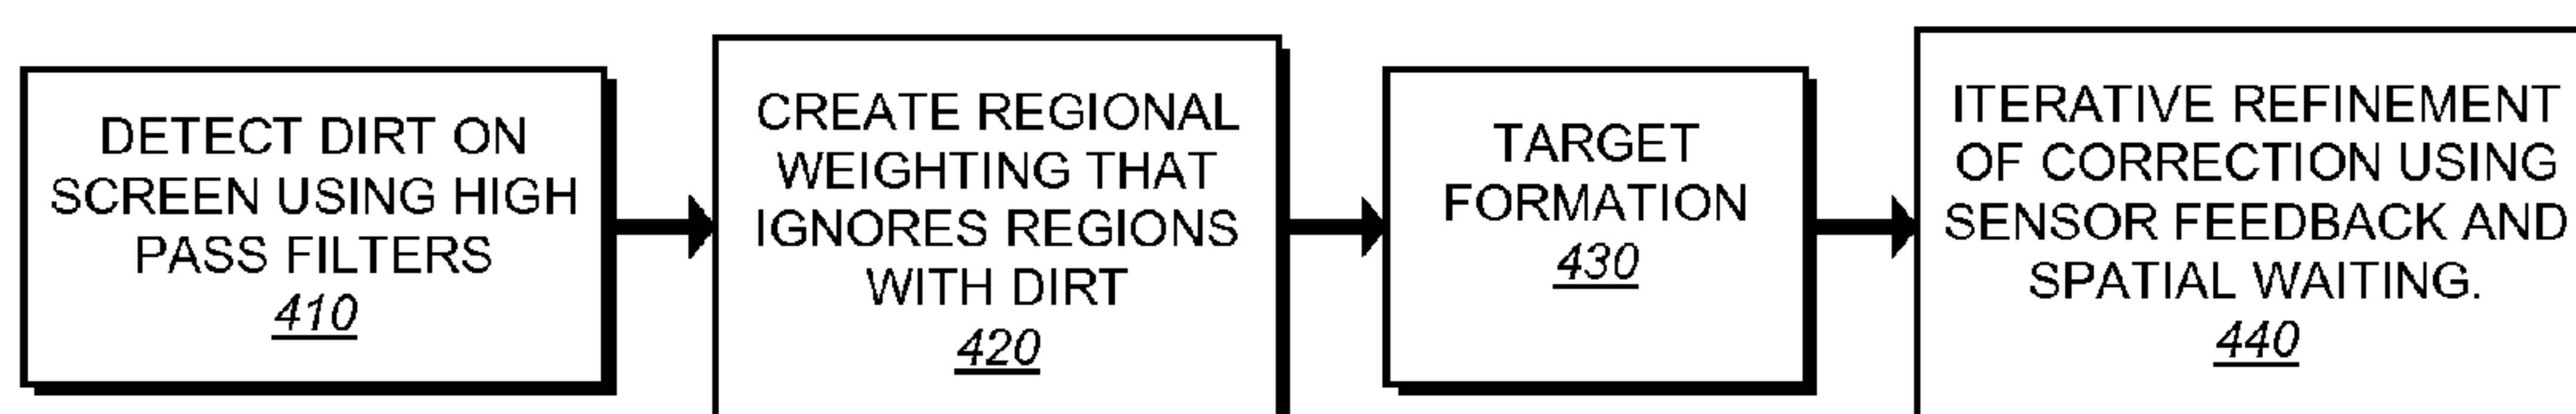 DETECT DIRT ON
SCREEN USING HIGH
PASS FILTERS
410
CREATE REGIONAL
WEIGHTING THAT
IGNORES REGIONS
WITH DIRT
420
TARGET
FORMATION
430
ITERATIVE REFINEMENT
OF CORRECTION USING
SENSOR FEEDBACK AND
SPATIAL WAITING.
440